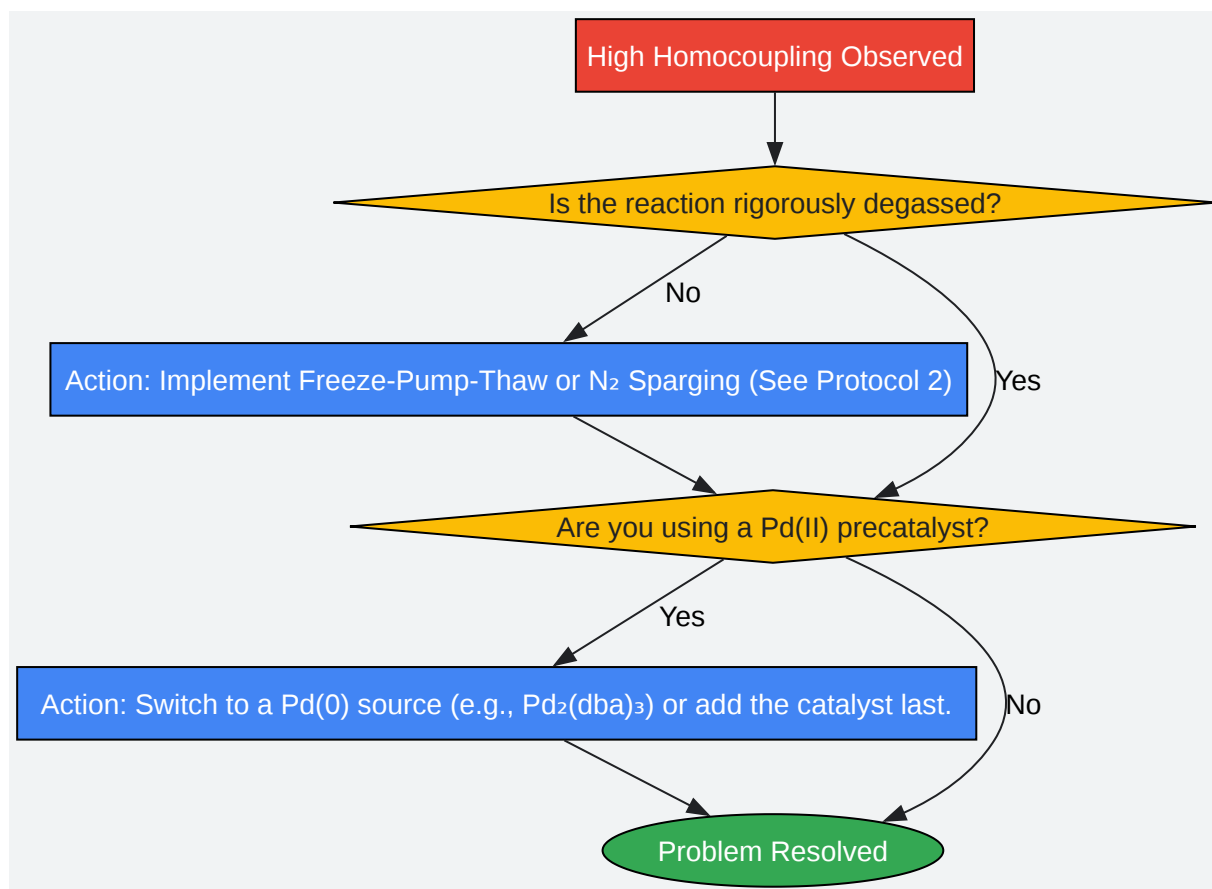 High Homocoupling Observed
Is the reaction rigorously degassed?
No
Action: Implement Freeze-Pump-Thaw or N₂ Sparging (See Protocol 2)
Yes
Are you using a Pd(II) precatalyst?
Yes
Action: Switch to a Pd(0) source (e.g., Pd₂(dba)₃) or add the catalyst last.
No
Problem Resolved